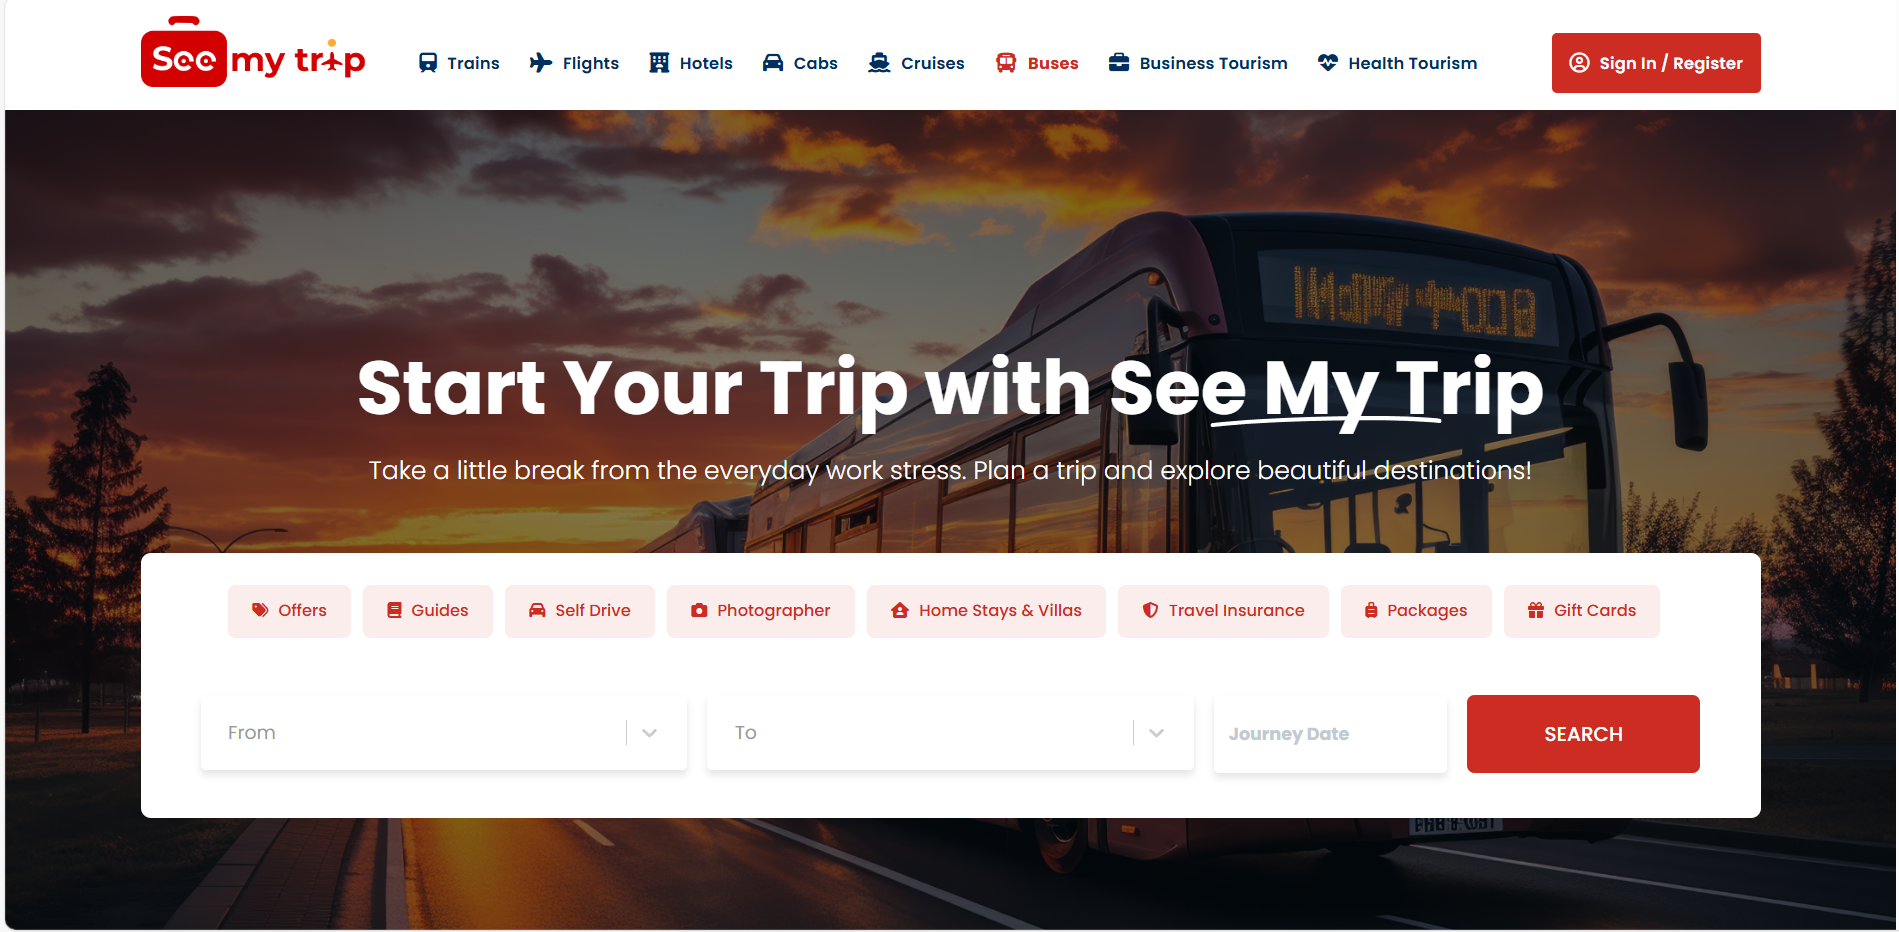 See my trip
Trains Flights Hotels Cabs Cruises Buses Business Tourism Health Tourism Sign In / Register
Start Your Trip with See My Trip
Take a little break from the everyday work stress. Plan a trip and explore beautiful destinations!
Offers Guides Self Drive Photographer Home Stays & Villas Travel Insurance Packages Gift Cards
From To Journey Date SEARCH